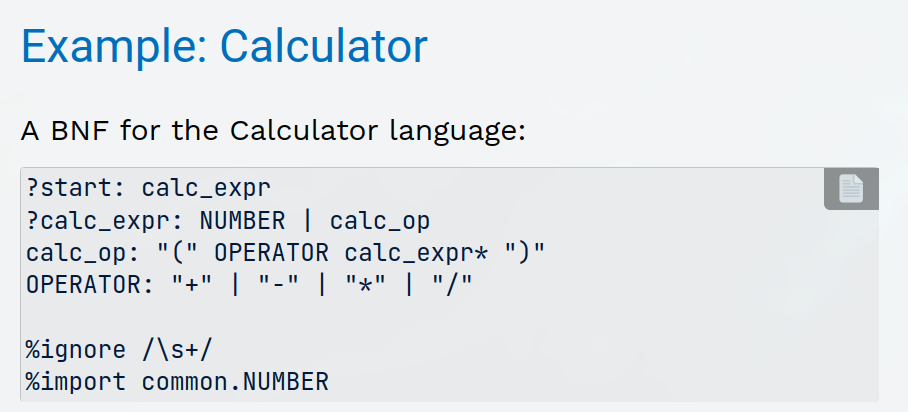 Example: Calculator
A BNF for the Calculator language:
?start: calc_expr
?calc_expr: NUMBER | calc_op
calc_op: "(" OPERATOR calc_expr* ")"
OPERATOR: "+" | "-" | "*" | "/"
%ignore /\s+/
%import common.NUMBER